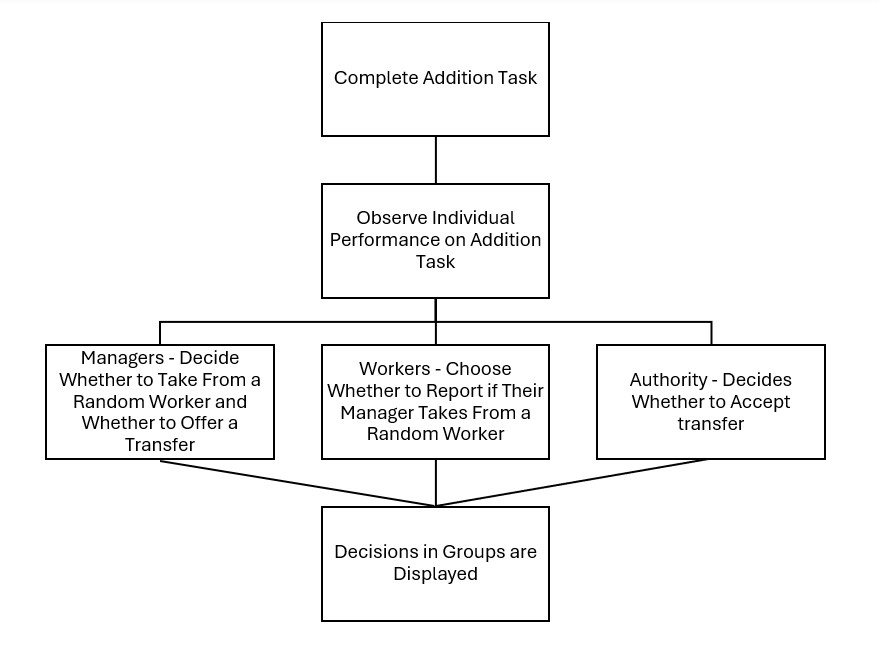 Complete Addition Task
Observe Individual
Performance on Addition
Task
Managers - Decide
Whether to Take From a
Random Worker and
Whether to Offer a
Transfer
Workers - Choose
Whether to Report if Their
Manager Takes From a
Random Worker
Authority - Decides
Whether to Accept
transfer
Decisions in Groups are
Displayed